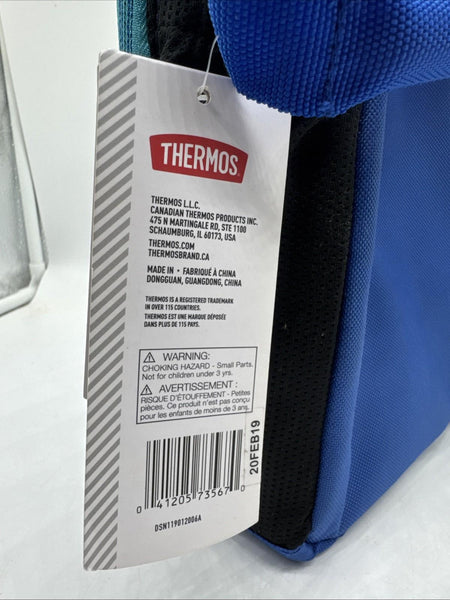 THERMOS
THERMOS L.L.C.
CANADIAN THERMOS PRODUCTS INC.
475 N MARTINGALE RD, STE 1100
SCHAUMBURG, IL 60173, USA
THERMOS.COM
THERMOSBRAND.CA
MADE IN • FABRIQUÉ À CHINA
DONGGUAN, GUANGDONG, CHINA
THERMOS IS A REGISTERED TRADEMARK
IN OVER 115 COUNTRIES.
THERMOS EST UNE MARQUE DÉPOSÉE
DANS PLUS DE 115 PAYS.
WARNING:
CHOKING HAZARD - Small Parts.
Not for children under 3 yrs.
AVERTISSEMENT :
RISQUE D'ÉTOUFFEMENT - Petites
pièces. Ce produit n'est pas conçu
pour les enfants de moins de 3 ans.
20FEB19
0 41205 73567
DSN119012006A